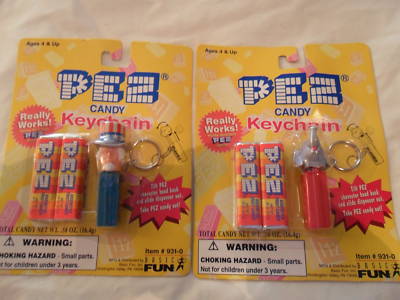 Ages 4 & Up
PEZ®
CANDY
Keychain
Really
Works!
PEZ
PEZ
PEZ
Tilt PEZ
character head back
and slide dispenser out.
Take PEZ candy out!
TOTAL CANDY NET WT. .58 OZ. (16.4g)
WARNING:
CHOKING HAZARD - Small parts.
Not for children under 3 years.
Item # 931-0
BASIC
FUN
Ages 4 & Up
PEZ®
CANDY
Keychain
Really
Works!
PEZ
PEZ
PEZ
Tilt PEZ
character head back
and slide dispenser out.
Take PEZ candy out!
TOTAL CANDY NET WT. .58 OZ. (16.4g)
WARNING:
CHOKING HAZARD - Small parts.
Not for children under 3 years.
Item # 931-0
BASIC
FUN